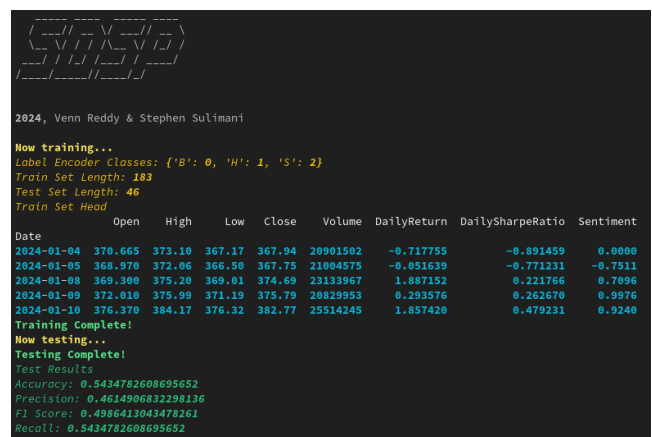 SDSP
2024, Venn Reddy & Stephen Sulimani
Now training...
Label Encoder Classes: {'B': 0, 'H': 1, 'S': 2}
Train Set Length: 183
Test Set Length: 46
Train Set Head
Open High Low Close Volume DailyReturn DailySharpeRatio Sentiment
Date
2024-01-04 370.665 373.10 367.17 367.94 20901502 -0.717755 -0.891459 0.0000
2024-01-05 368.970 372.06 366.50 367.75 21004575 -0.051639 -0.771231 -0.7511
2024-01-08 369.300 375.20 369.01 374.69 23133967 1.887152 0.221766 0.7096
2024-01-09 372.010 375.99 371.19 375.79 20829953 0.293576 0.262670 0.9976
2024-01-10 376.370 384.17 376.32 382.77 25514245 1.857420 0.479231 0.9240
Training Complete!
Now testing...
Testing Complete!
Test Results
Accuracy: 0.5434782608695652
Precision: 0.4614906832298136
F1 Score: 0.4986413043478261
Recall: 0.5434782608695652